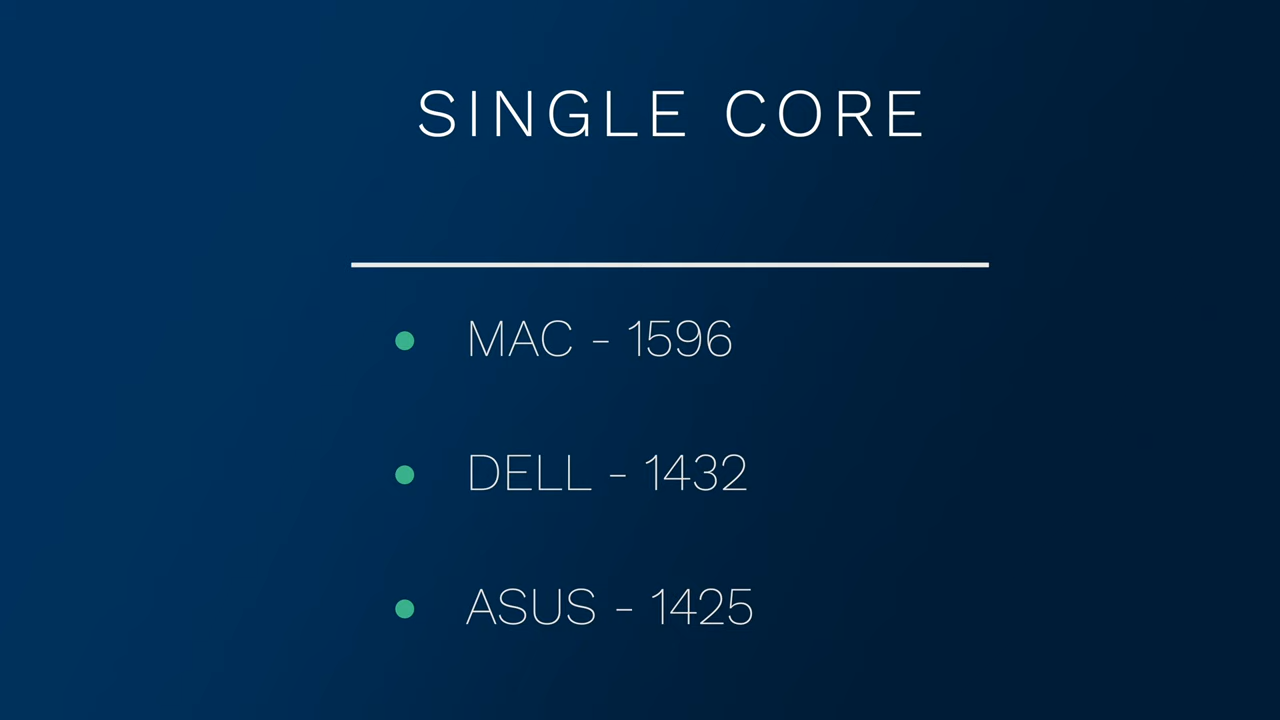 SINGLE CORE
MAC - 1596
DELL - 1432
ASUS - 1425